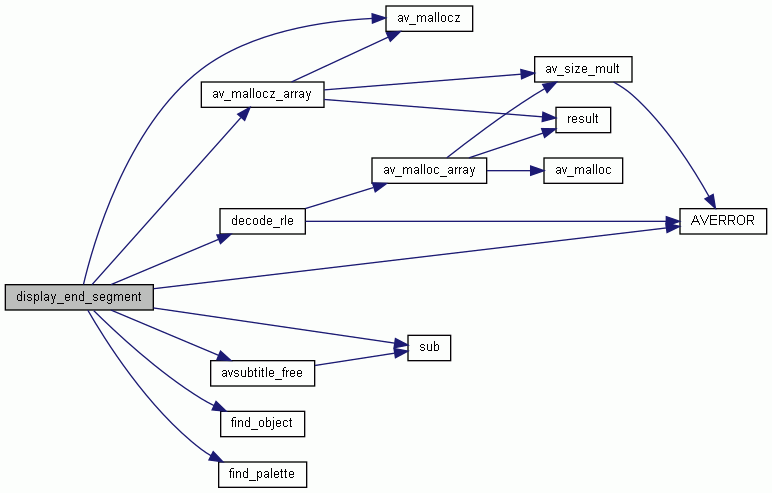 av_mallocz
av_size_mult
av_mallocz_array
result
av_malloc_array
av_malloc
decode_rle
AVERROR
display_end_segment
sub
avsubtitle_free
find_object
find_palette